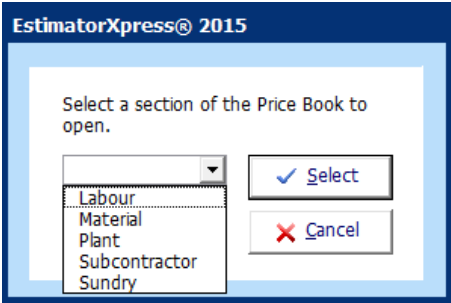 EstimatorXpress® 2015
Select a section of the Price Book to
open.
Select
Labour
Material
Plant
Subcontractor
Sundry
Cancel